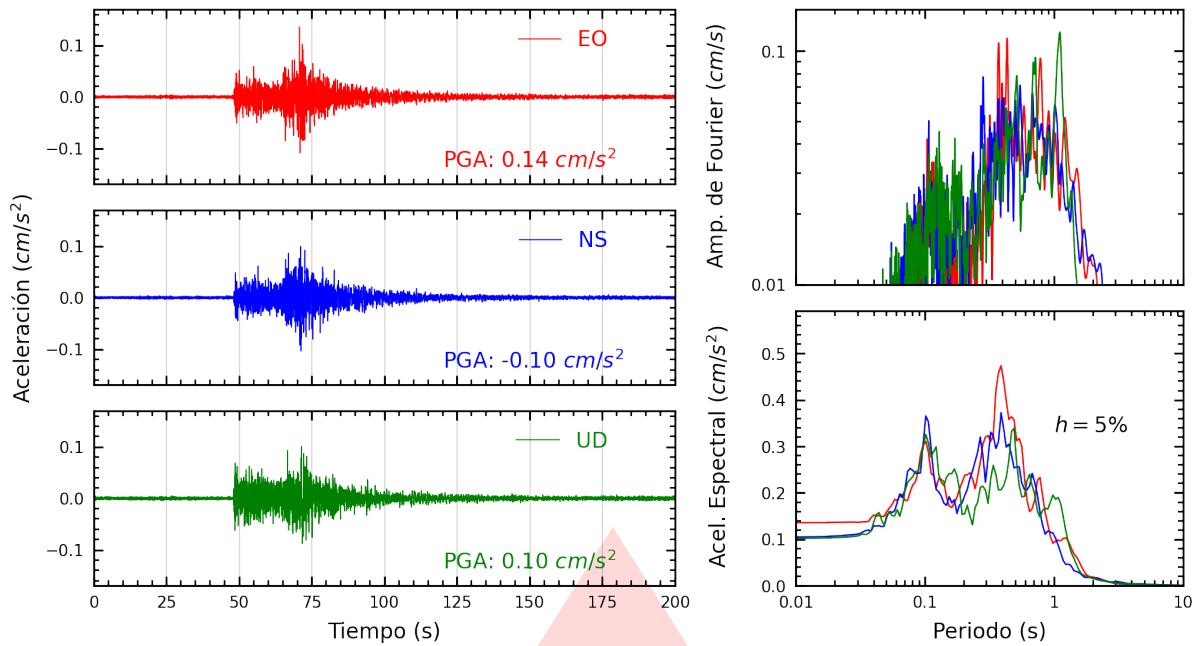 Aceleración (cm/s²)
0.1
0.0
−0.1
EO
PGA: 0.14 cm/s²
0.1
0.0
−0.1
NS
PGA: -0.10 cm/s²
0.1
0.0
−0.1
UD
PGA: 0.10 cm/s²
0 25 50 75 100 125 150 175 200
Tiempo (s)
Amp. de Fourier (cm/s)
0.1
0.01
Acel. Espectral (cm/s²)
0.5
0.4
0.3
0.2
0.1
0.0
h = 5%
0.01 0.1 1 10
Periodo (s)